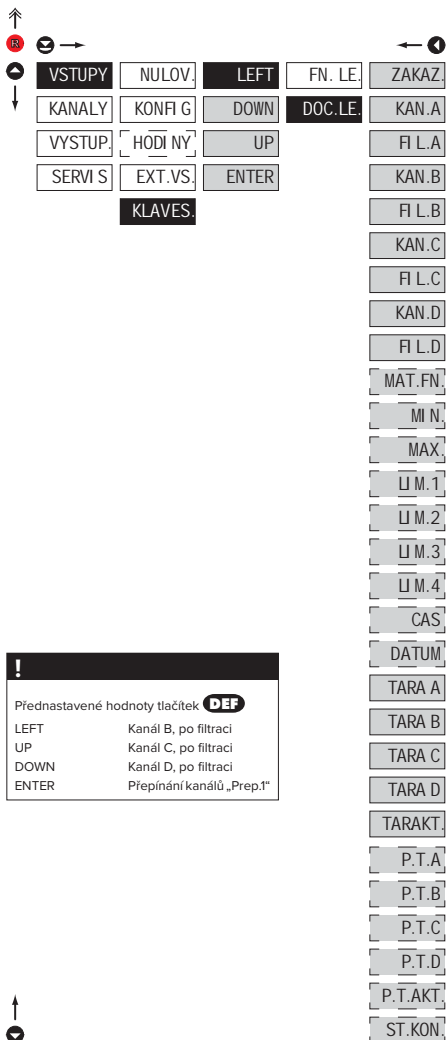 R
VSTUPY NULOV. LEFT FN. LE. ZAKAZ.
KANALY KONFIG DOWN DOC.LE. KAN.A
VYSTUP. HODINY UP FIL.A
SERVIS EXT.VS. ENTER KAN.B
KLAVES. FIL.B
KAN.C
FIL.C
KAN.D
FIL.D
MAT.FN.
MIN.
MAX.
LIM.1
LIM.2
LIM.3
LIM.4
CAS
DATUM
TARA A
TARA B
TARA C
TARA D
TARAKT.
P.T.A
P.T.B
P.T.C
P.T.D
P.T.AKT.
ST.KON.
!
Přednastavené hodnoty tlačítek DEF
LEFT Kanál B, po filtraci
UP Kanál C, po filtraci
DOWN Kanál D, po filtraci
ENTER Přepínání kanálů „Prep.1“